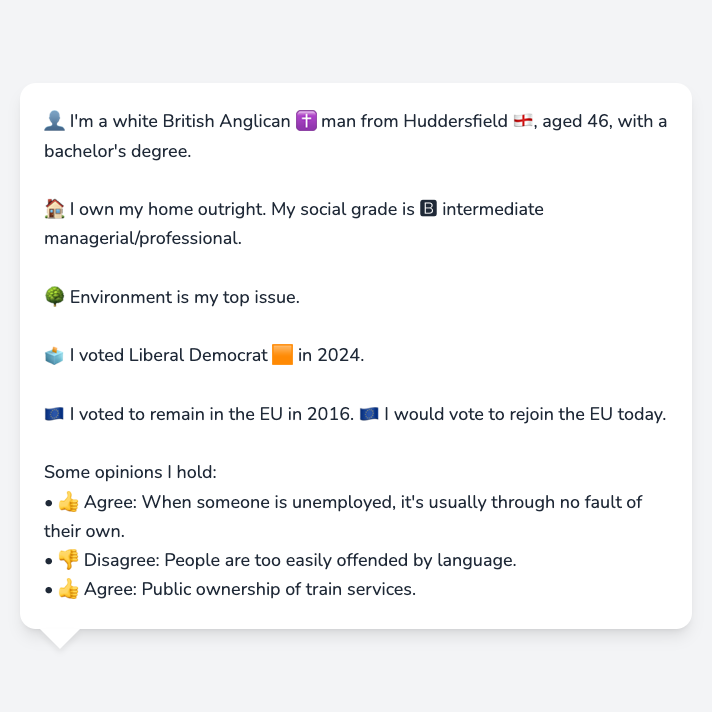 👤 I'm a white British Anglican ✝️ man from Huddersfield 🏴󠁧󠁢󠁥󠁮󠁧󠁿, aged 46, with a
bachelor's degree.
🏠 I own my home outright. My social grade is 🅱 intermediate
managerial/professional.
🌳 Environment is my top issue.
🗳️ I voted Liberal Democrat 🟧 in 2024.
🇪🇺 I voted to remain in the EU in 2016. 🇪🇺 I would vote to rejoin the EU today.
Some opinions I hold:
• 👍 Agree: When someone is unemployed, it's usually through no fault of
their own.
• 👎 Disagree: People are too easily offended by language.
• 👍 Agree: Public ownership of train services.